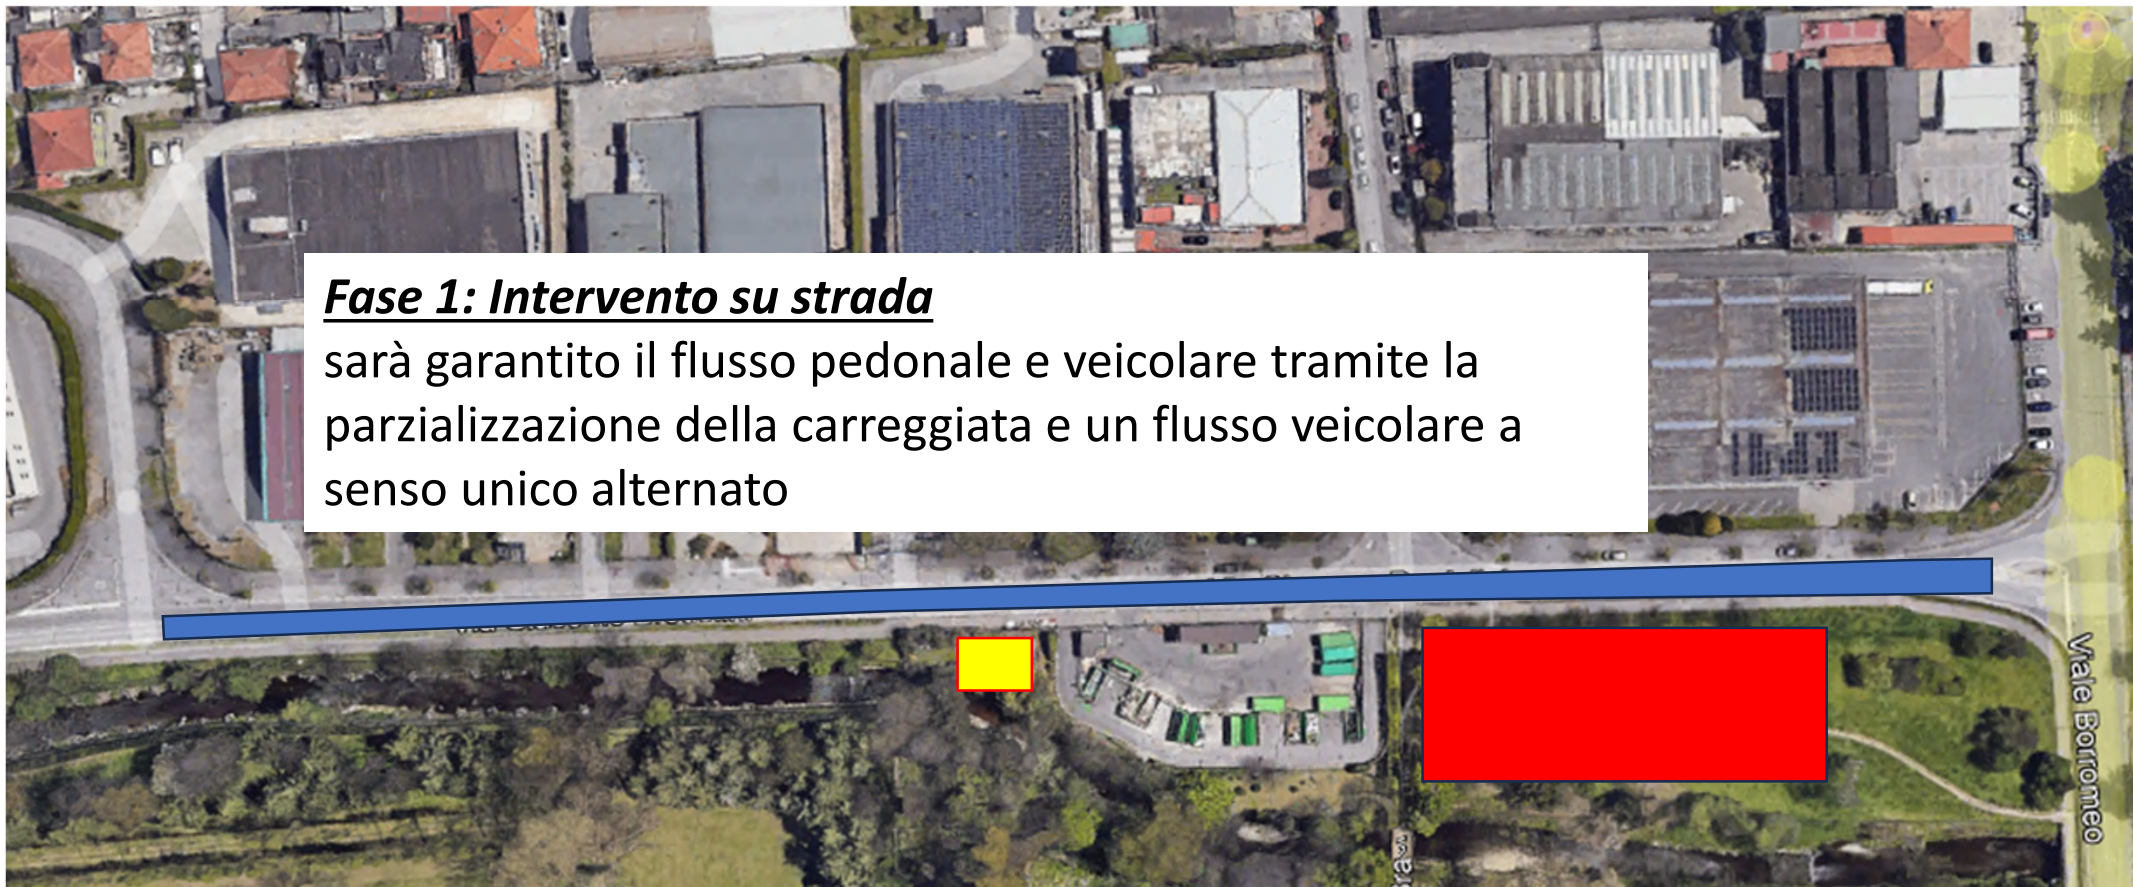 Fase 1: Intervento su strada
sarà garantito il flusso pedonale e veicolare tramite la
parzializzazione della carreggiata e un flusso veicolare a
senso unico alternato
Viale Borromeo